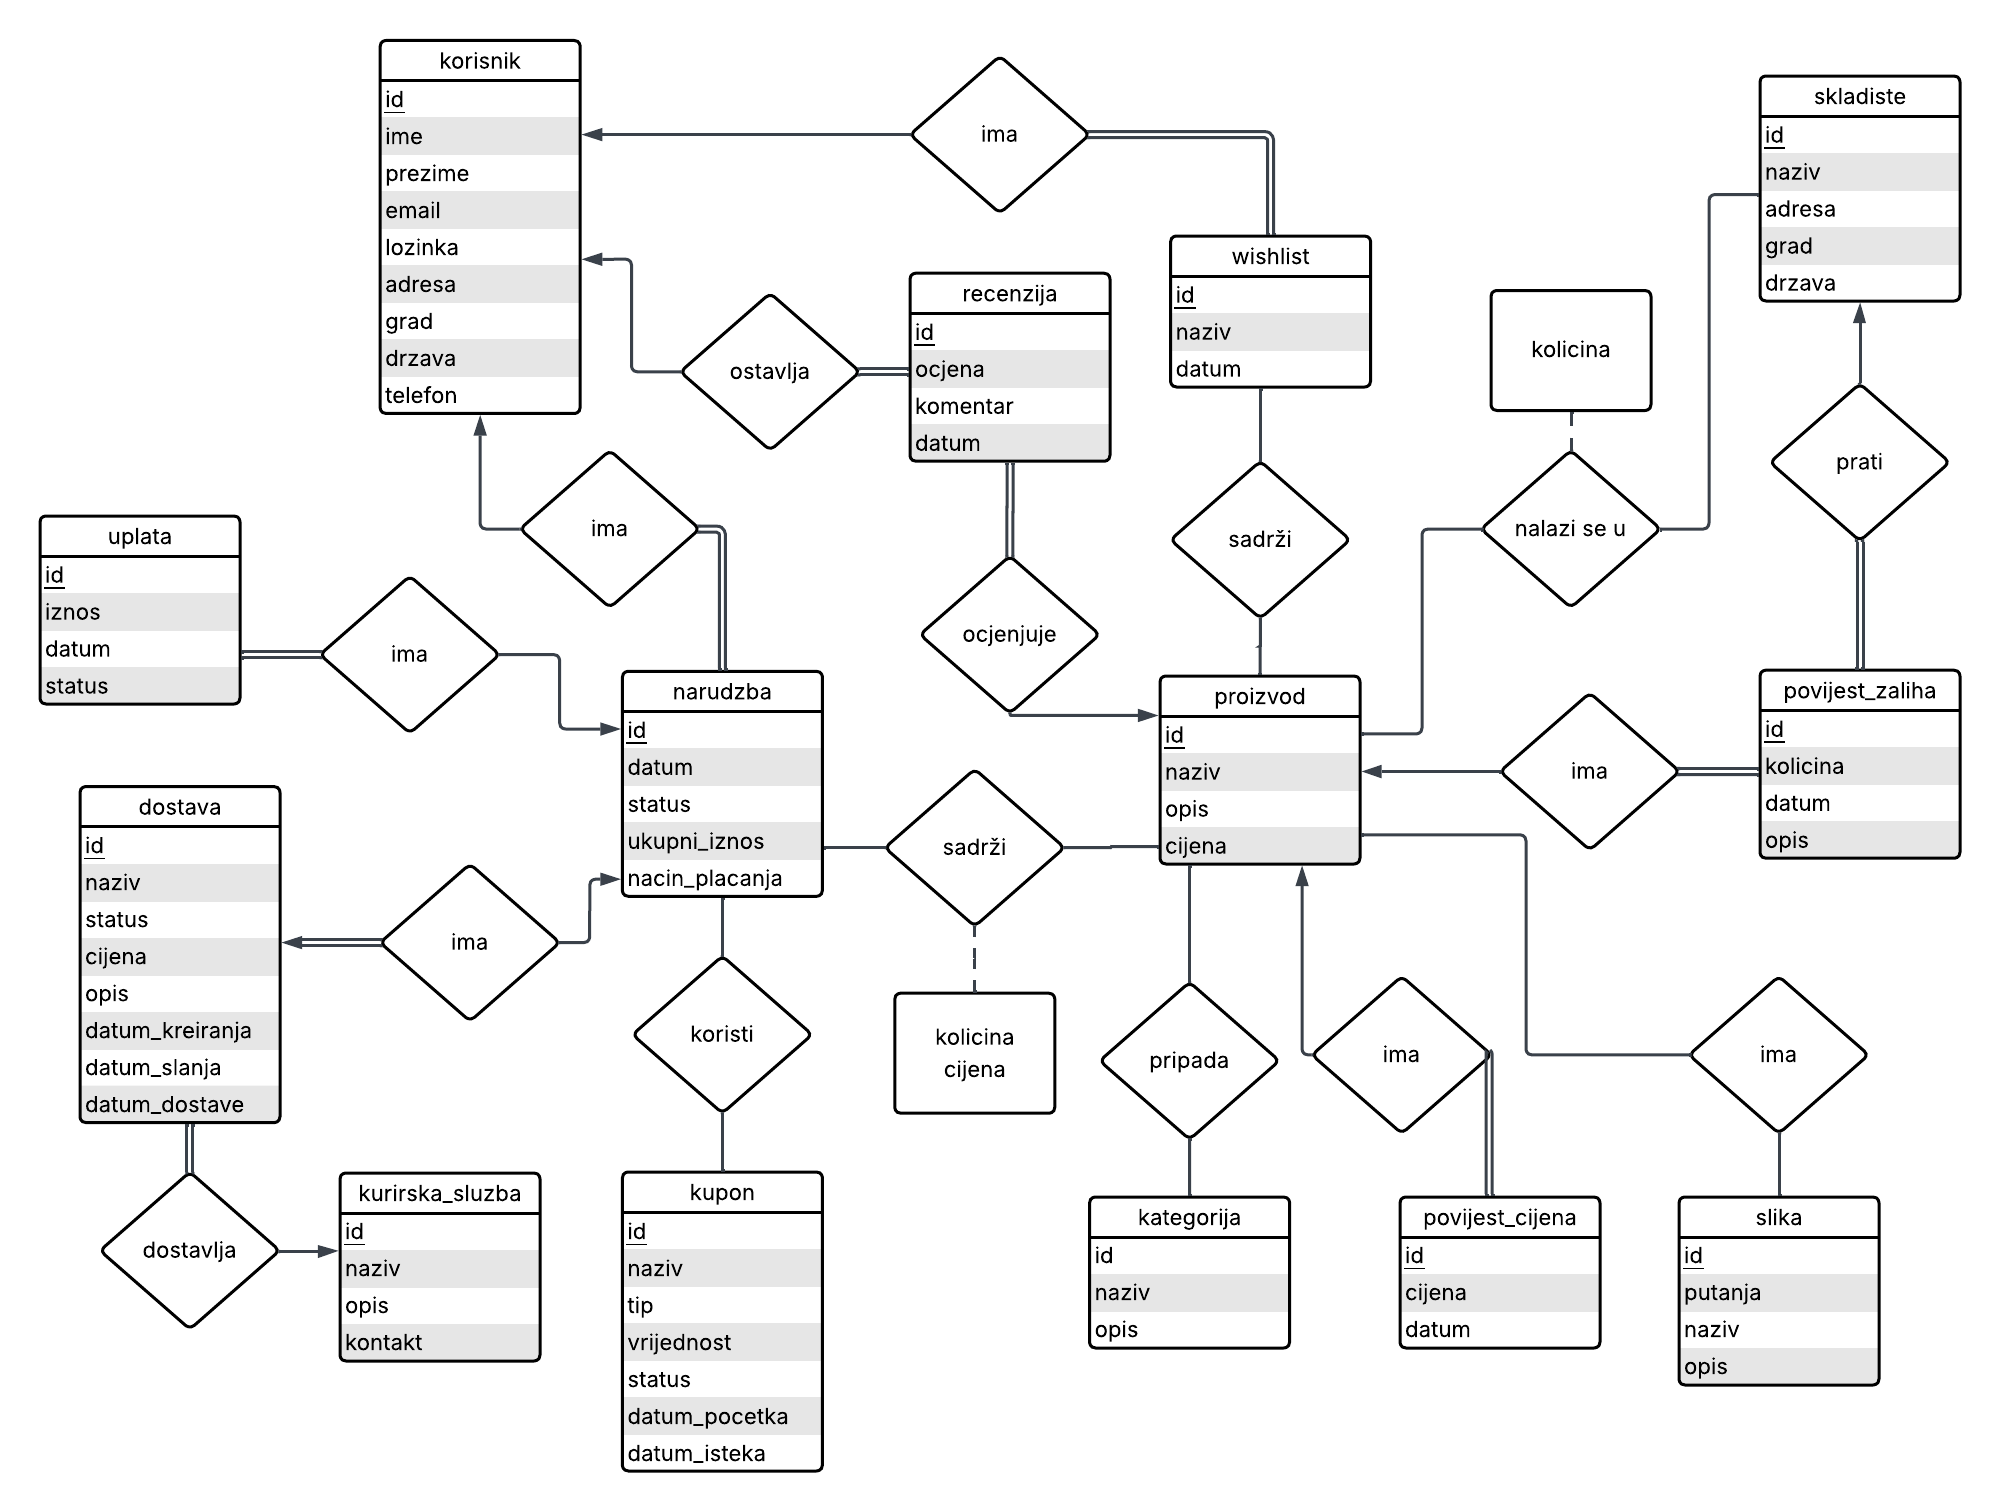 korisnik
id
ime
prezime
email
lozinka
adresa
grad
drzava
telefon
ima
skladiste
id
naziv
adresa
grad
drzava
wishlist
id
naziv
datum
recenzija
id
ocjena
komentar
datum
ostavlja
kolicina
prati
nalazi se u
sadrži
ima
uplata
id
iznos
datum
status
ima
ocjenjuje
narudzba
id
datum
status
ukupni_iznos
nacin_placanja
proizvod
id
naziv
opis
cijena
povijest_zaliha
id
kolicina
datum
opis
ima
dostava
id
naziv
status
cijena
opis
datum_kreiranja
datum_slanja
datum_dostave
ima
sadrži
kolicina
cijena
koristi
pripada
ima
ima
dostavlja
kurirska_sluzba
id
naziv
opis
kontakt
kupon
id
naziv
tip
vrijednost
status
datum_pocetka
datum_isteka
kategorija
id
naziv
opis
povijest_cijena
id
cijena
datum
slika
id
putanja
naziv
opis